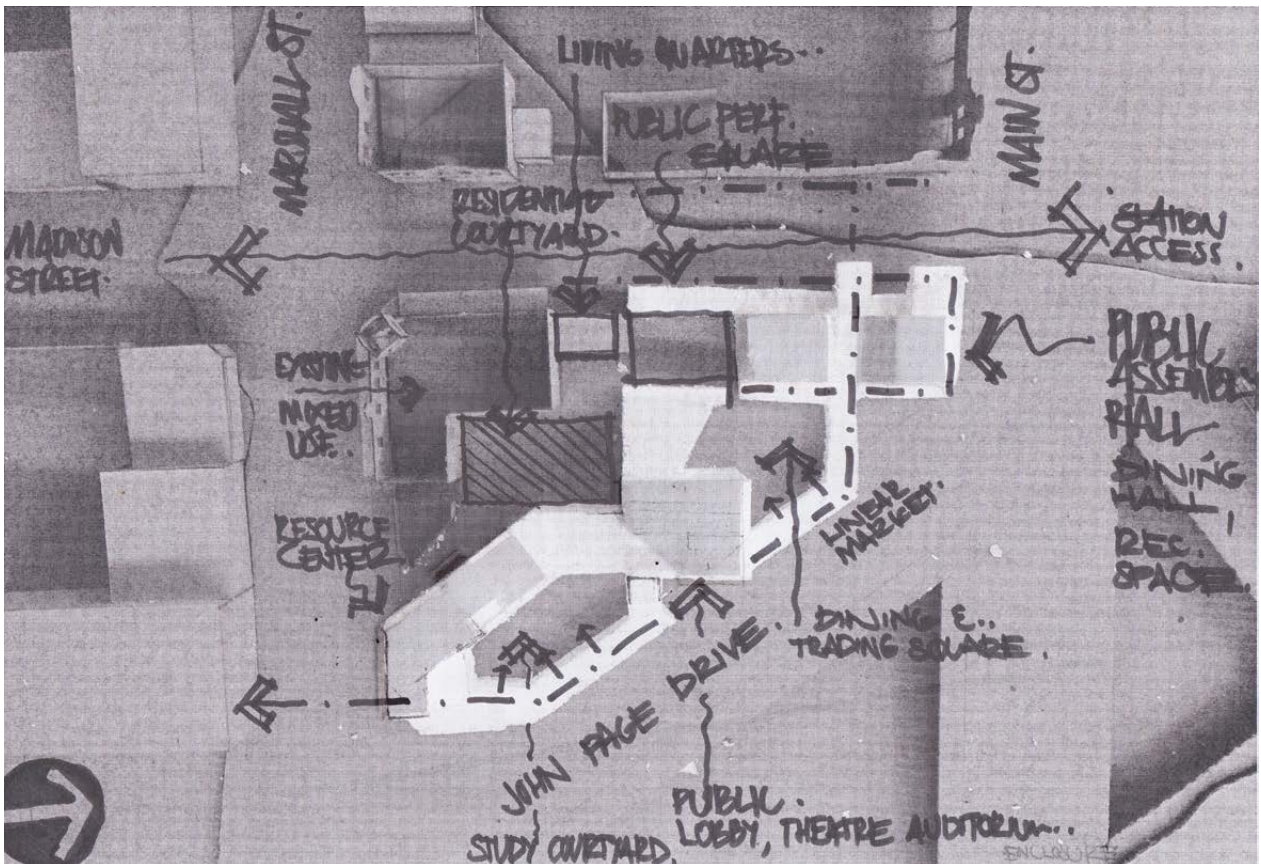 MARSHALL ST.
LIVING QUARTERS...
MAIN ST.
PUBLIC PERF.
SQUARE
RESIDENTIAL
COURTYARD.
MADISON
STREET.
STATION
ACCESS.
EXISTING
MIXED
USE.
PUBLIC
ASSEMBLY
HALL
DINING
HALL,
REC.
SPACE.
RESOURCE
CENTER
LINEAR
MARKET.
DINING &..
TRADING SQUARE.
JOHN PAGE DRIVE.
PUBLIC.
LOBBY, THEATRE AUDITORIUM...
STUDY COURTYARD.
ENCLOSURE